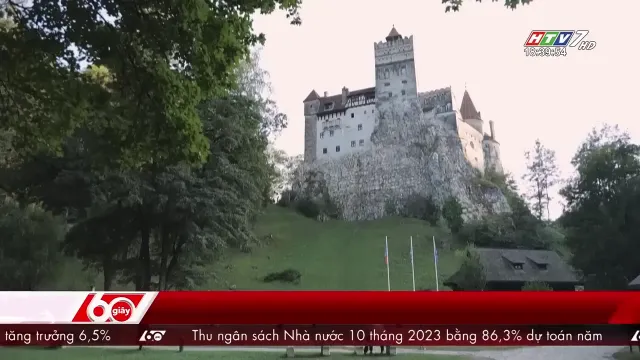 HTV7 HD
18:39:54
60 giây
tăng trưởng 6,5% 60 Thu ngân sách Nhà nước 10 tháng 2023 bằng 86,3% dự toán năm